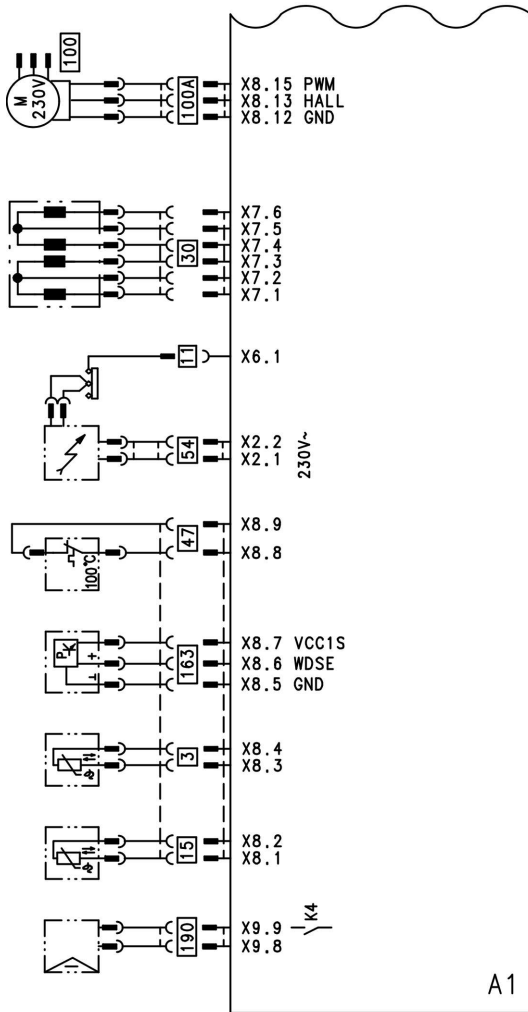 100
M
230V
100A
X8.15 PWM
X8.13 HALL
X8.12 GND
30
X7.6
X7.5
X7.4
X7.3
X7.2
X7.1
11
X6.1
54
X2.2
X2.1
230V~
47
X8.9
X8.8
100°C
P
K
+
⊥
163
X8.7 VCC1S
X8.6 WDSE
X8.5 GND
3
X8.4
X8.3
15
X8.2
X8.1
190
X9.9
X9.8
K4
A1